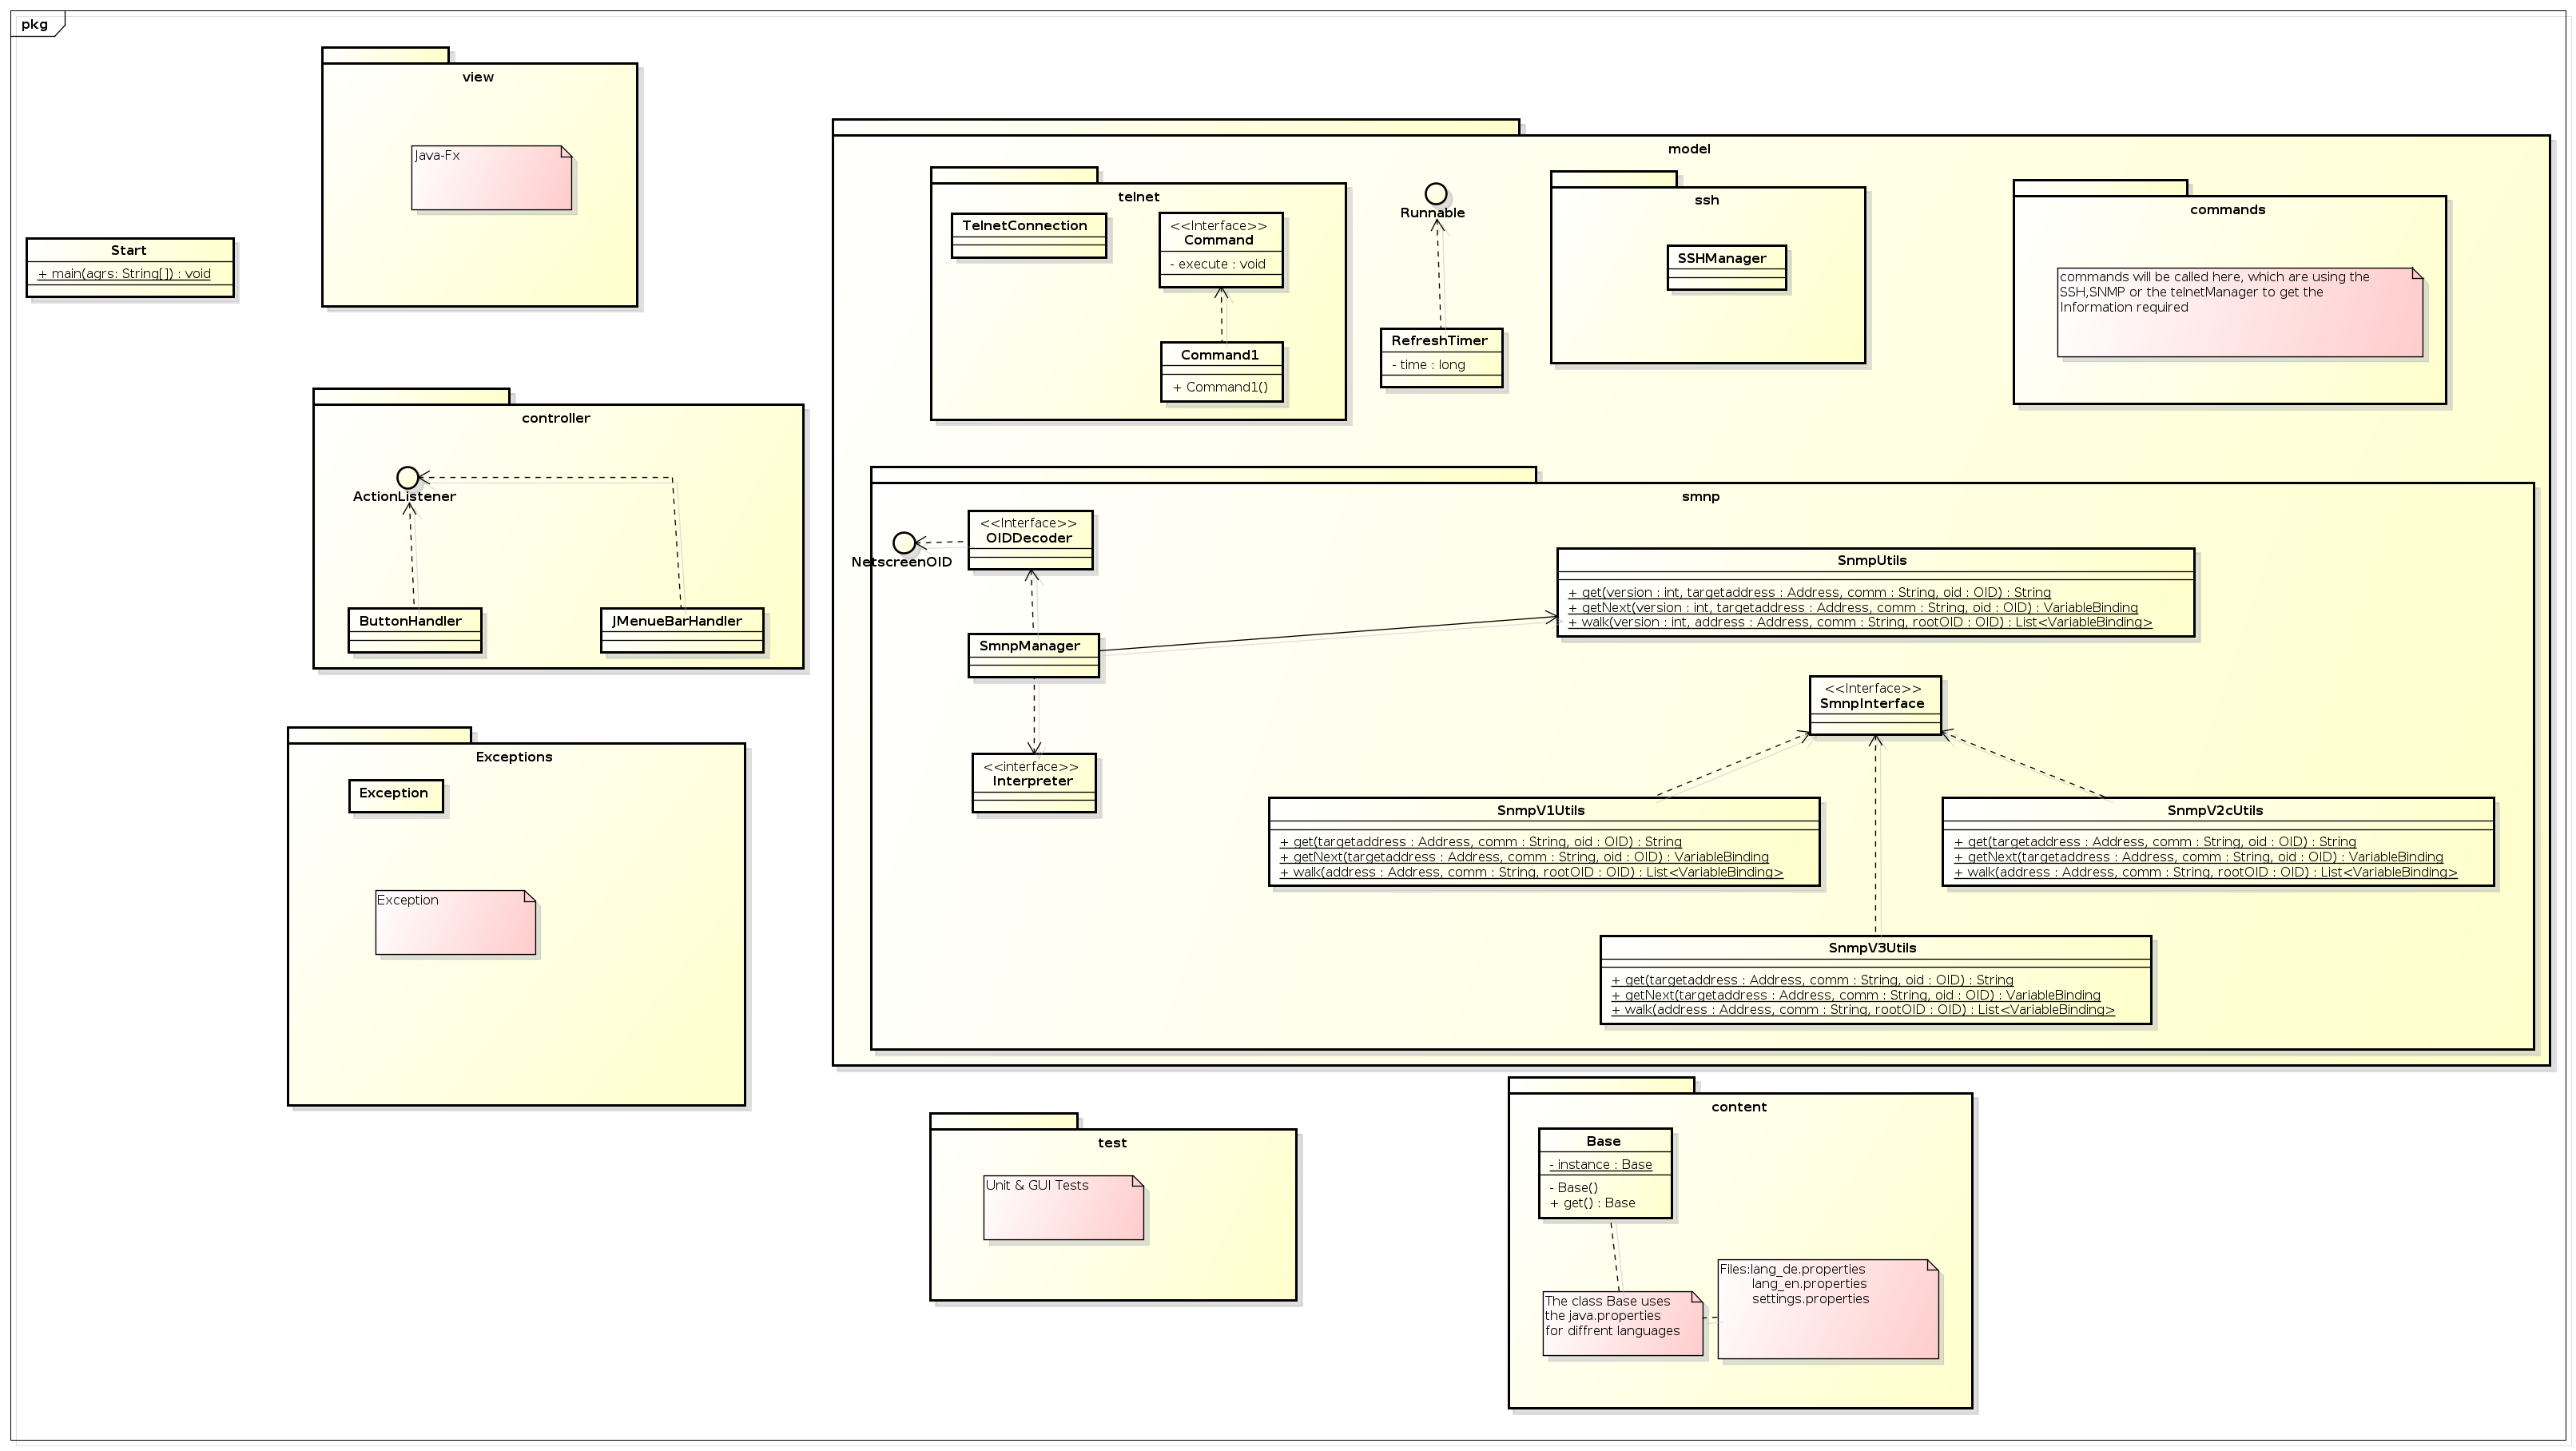 pkg
view
Java-Fx
Start
+ main(agrs: String[]) : void
controller
ActionListener
ButtonHandler
JMenueBarHandler
Exceptions
Exception
Exception
model
telnet
TelnetConnection
<<Interface>>
Command
- execute : void
Command1
+ Command1()
Runnable
RefreshTimer
- time : long
ssh
SSHManager
commands
commands will be called here, which are using the
SSH,SNMP or the telnetManager to get the
Information required
smnp
NetscreenOID
<<Interface>>
OIDDecoder
SmnpManager
<<interface>>
Interpreter
SnmpUtils
+ get(version : int, targetaddress : Address, comm : String, oid : OID) : String
+ getNext(version : int, targetaddress : Address, comm : String, oid : OID) : VariableBinding
+ walk(version : int, address : Address, comm : String, rootOID : OID) : List<VariableBinding>
<<Interface>>
SmnpInterface
SnmpV1Utils
+ get(targetaddress : Address, comm : String, oid : OID) : String
+ getNext(targetaddress : Address, comm : String, oid : OID) : VariableBinding
+ walk(address : Address, comm : String, rootOID : OID) : List<VariableBinding>
SnmpV2cUtils
+ get(targetaddress : Address, comm : String, oid : OID) : String
+ getNext(targetaddress : Address, comm : String, oid : OID) : VariableBinding
+ walk(address : Address, comm : String, rootOID : OID) : List<VariableBinding>
SnmpV3Utils
+ get(targetaddress : Address, comm : String, oid : OID) : String
+ getNext(targetaddress : Address, comm : String, oid : OID) : VariableBinding
+ walk(address : Address, comm : String, rootOID : OID) : List<VariableBinding>
test
Unit & GUI Tests
content
Base
- instance : Base
- Base()
+ get() : Base
The class Base uses
the java.properties
for diffrent languages
Files:lang_de.properties
lang_en.properties
settings.properties